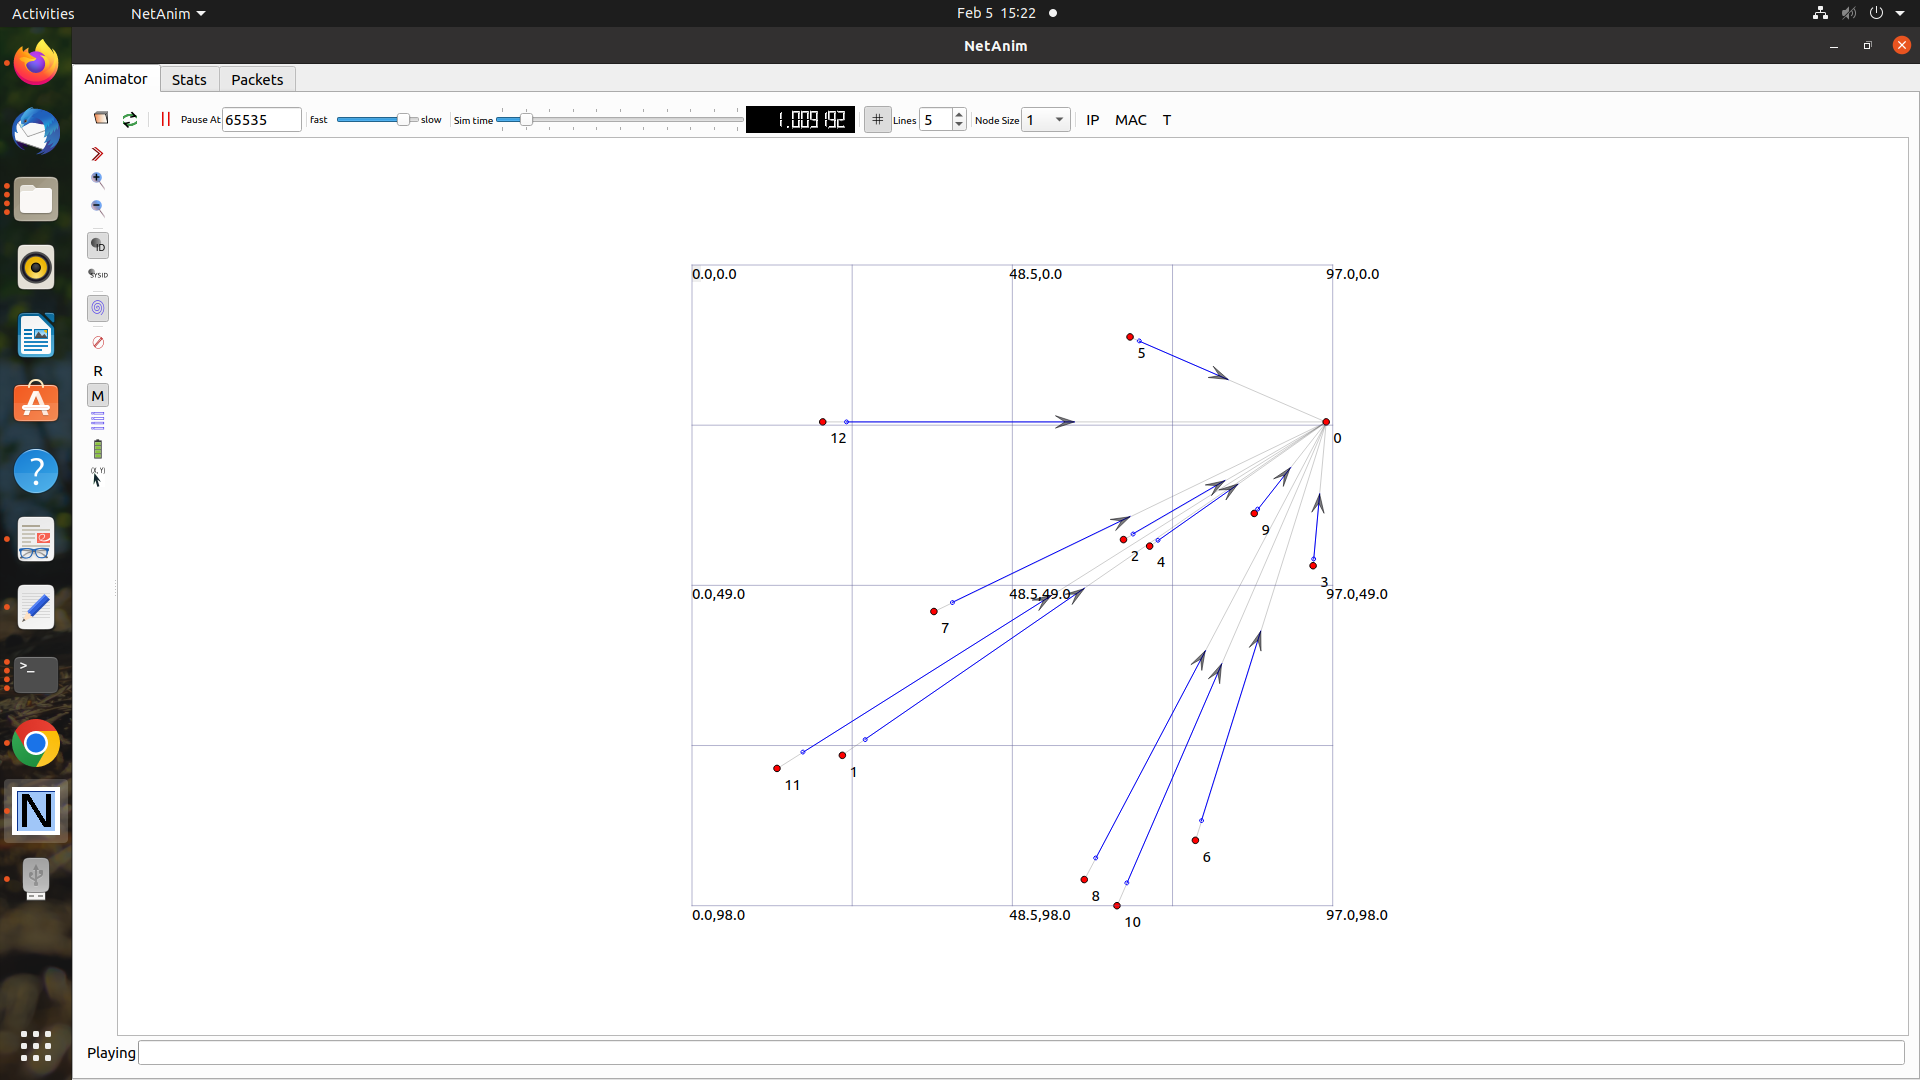 Activities NetAnim Feb 5 15:22
NetAnim
Animator Stats Packets
Pause At 65535 fast slow Sim time 1.009192 # Lines 5 Node Size 1 IP MAC T
ID
SYSID
R
M
(X, Y)
0.0,0.0 48.5,0.0 97.0,0.0
5
12 0
9
2 4
3
0.0,49.0 48.5,49.0 97.0,49.0
7
1
11
6
8
0.0,98.0 48.5,98.0 97.0,98.0
10
>_
?
N
Playing